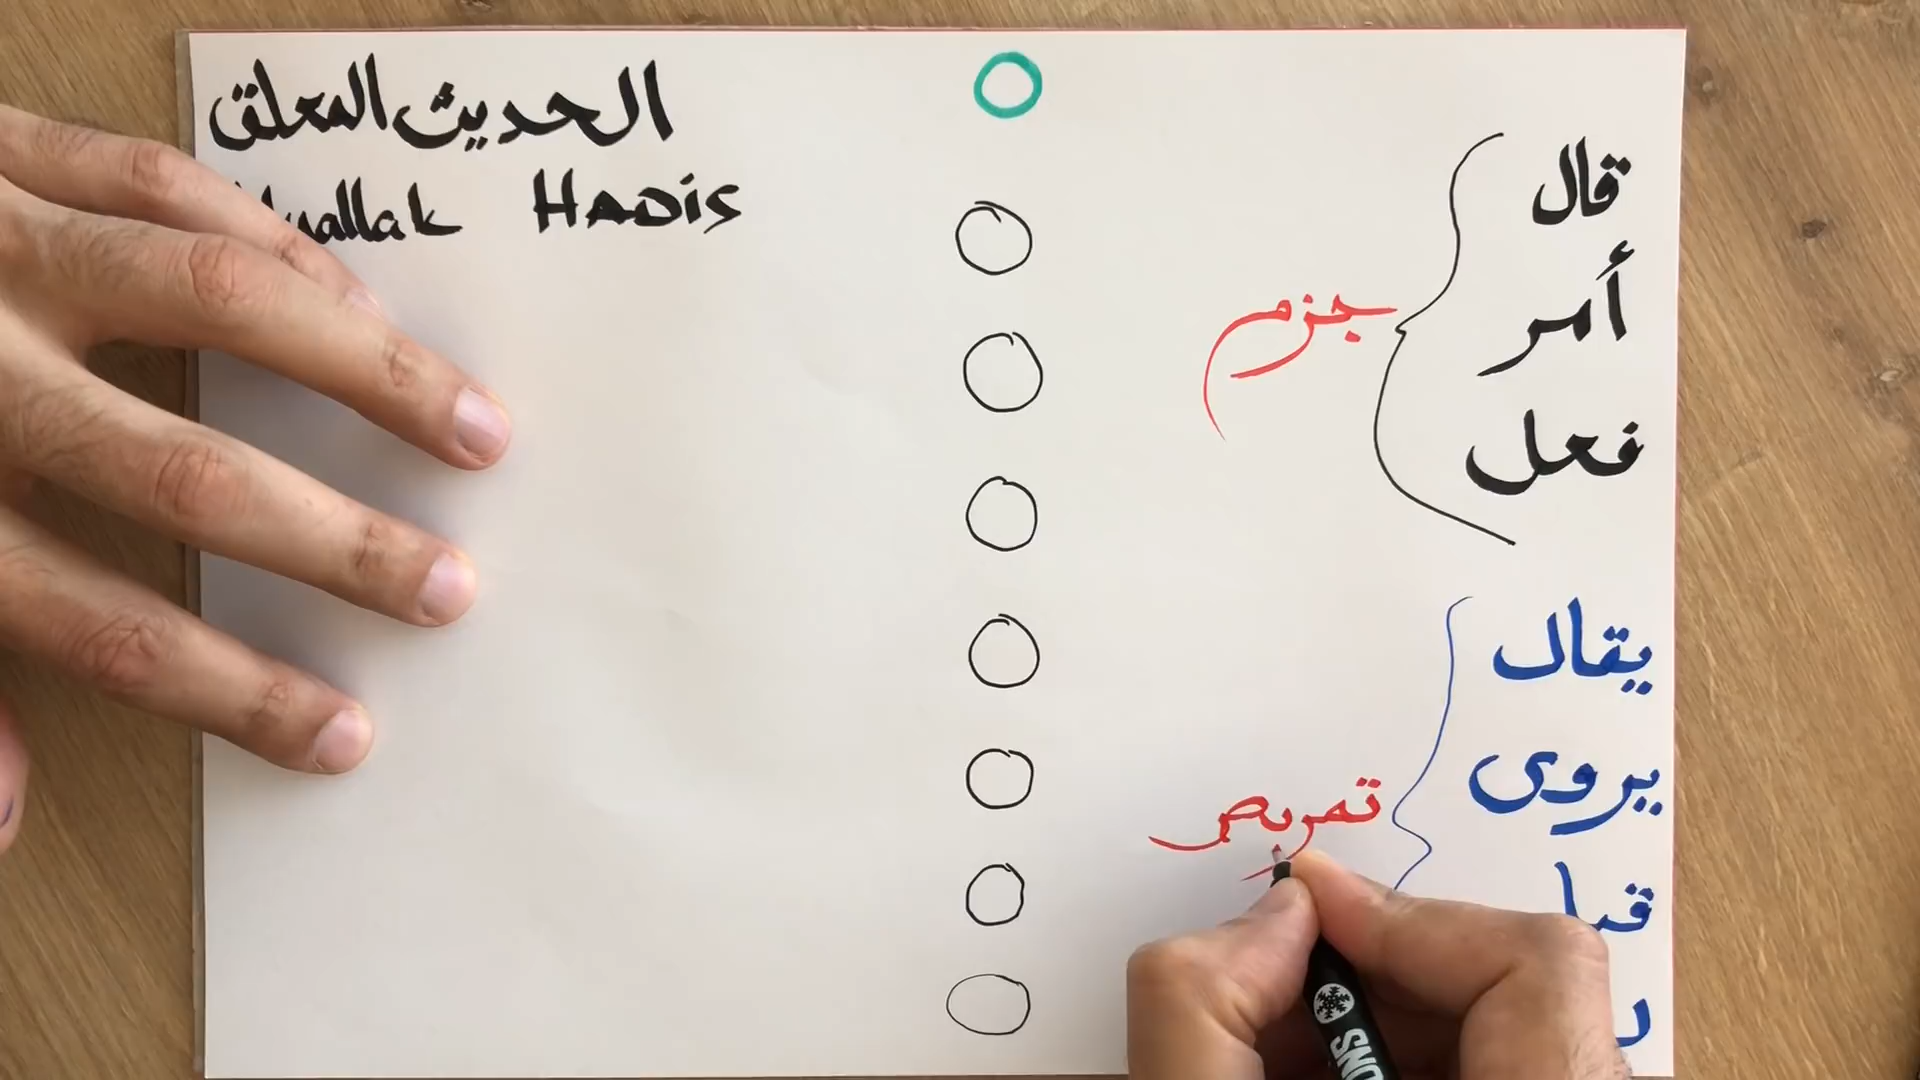 الحديث المعلق
Hadis
قال
أمر
فعل
جزم
يقال
يروى
تمريض